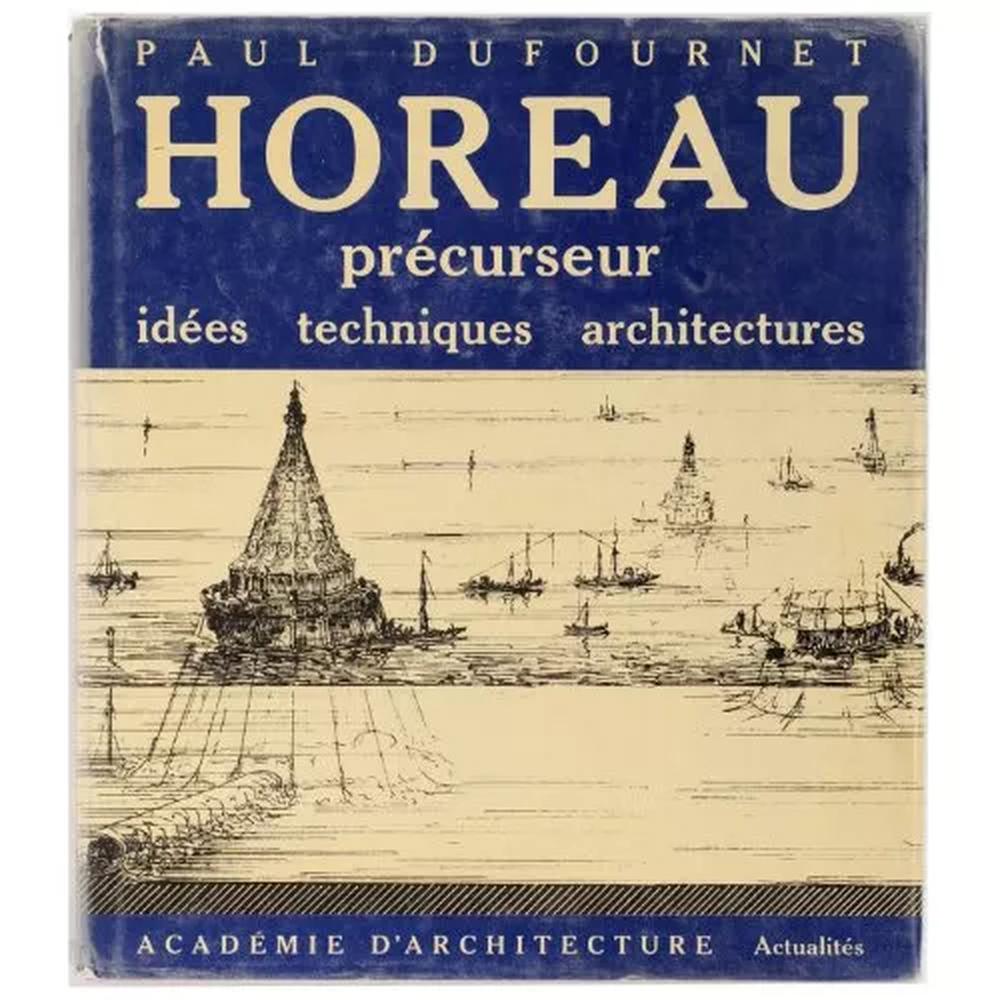 PAUL DUFOURNET
HOREAU
précurseur
idées techniques architectures
ACADÉMIE D'ARCHITECTURE Actualités